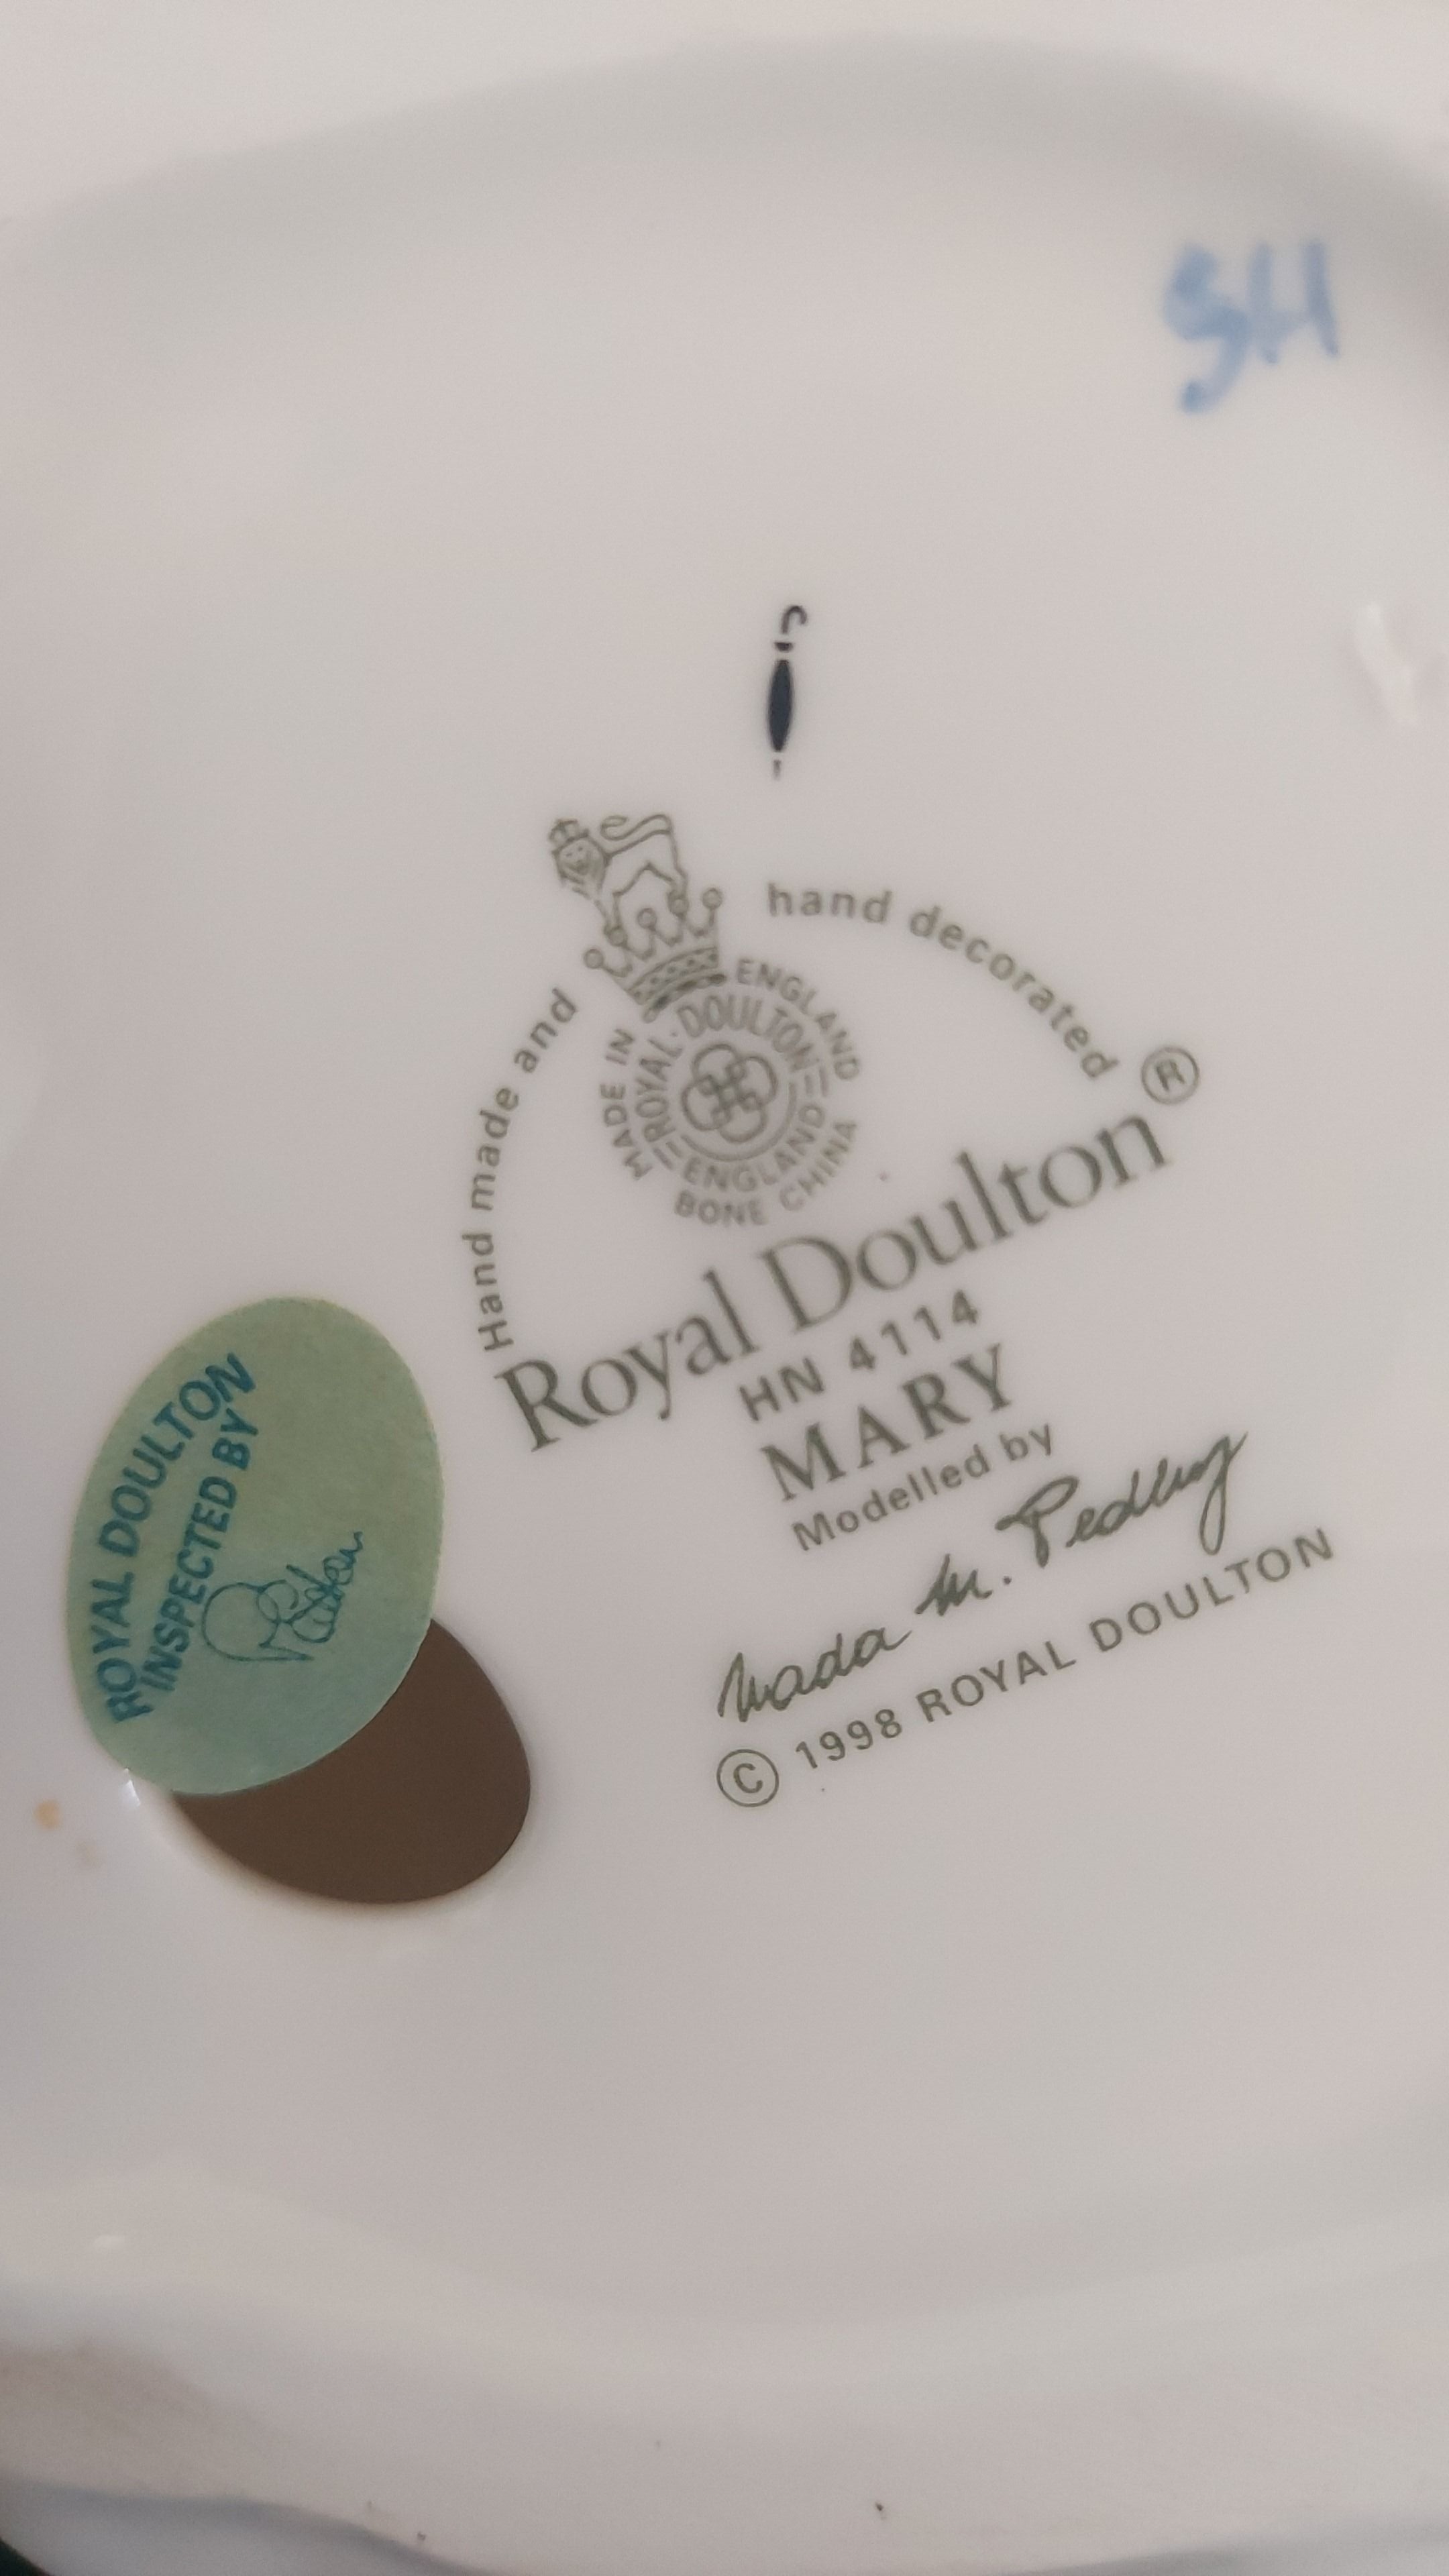 SH
Hand made and hand decorated
MADE IN ENGLAND
ROYAL·DOULTON
ENGLAND
BONE CHINA
Royal Doulton®
HN 4114
MARY
Modelled by
Nada M. Pedley
© 1998 ROYAL DOULTON
ROYAL DOULTON
INSPECTED BY